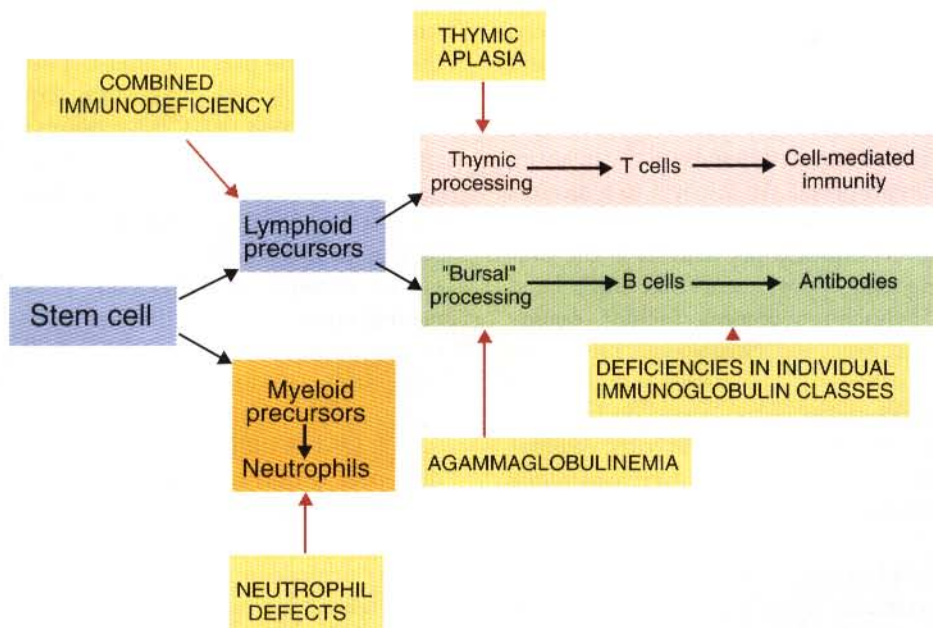 THYMIC
APLASIA
COMBINED
IMMUNODEFICIENCY
Thymic
processing
T cells
Cell-mediated
immunity
Lymphoid
precursors
"Bursal"
processing
B cells
Antibodies
Stem cell
Myeloid
precursors
Neutrophils
DEFICIENCIES IN INDIVIDUAL
IMMUNOGLOBULIN CLASSES
AGAMMAGLOBULINEMIA
NEUTROPHIL
DEFECTS